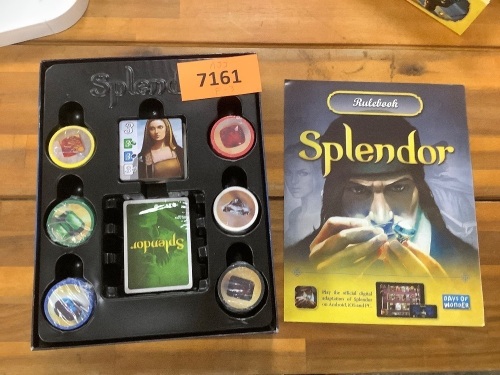 Splendor
7161
3
Splendor
Rulebook
Splendor
Play the official digital
adaptation of Splendor
on Android, iOS and PC
DAYS OF
WONDER